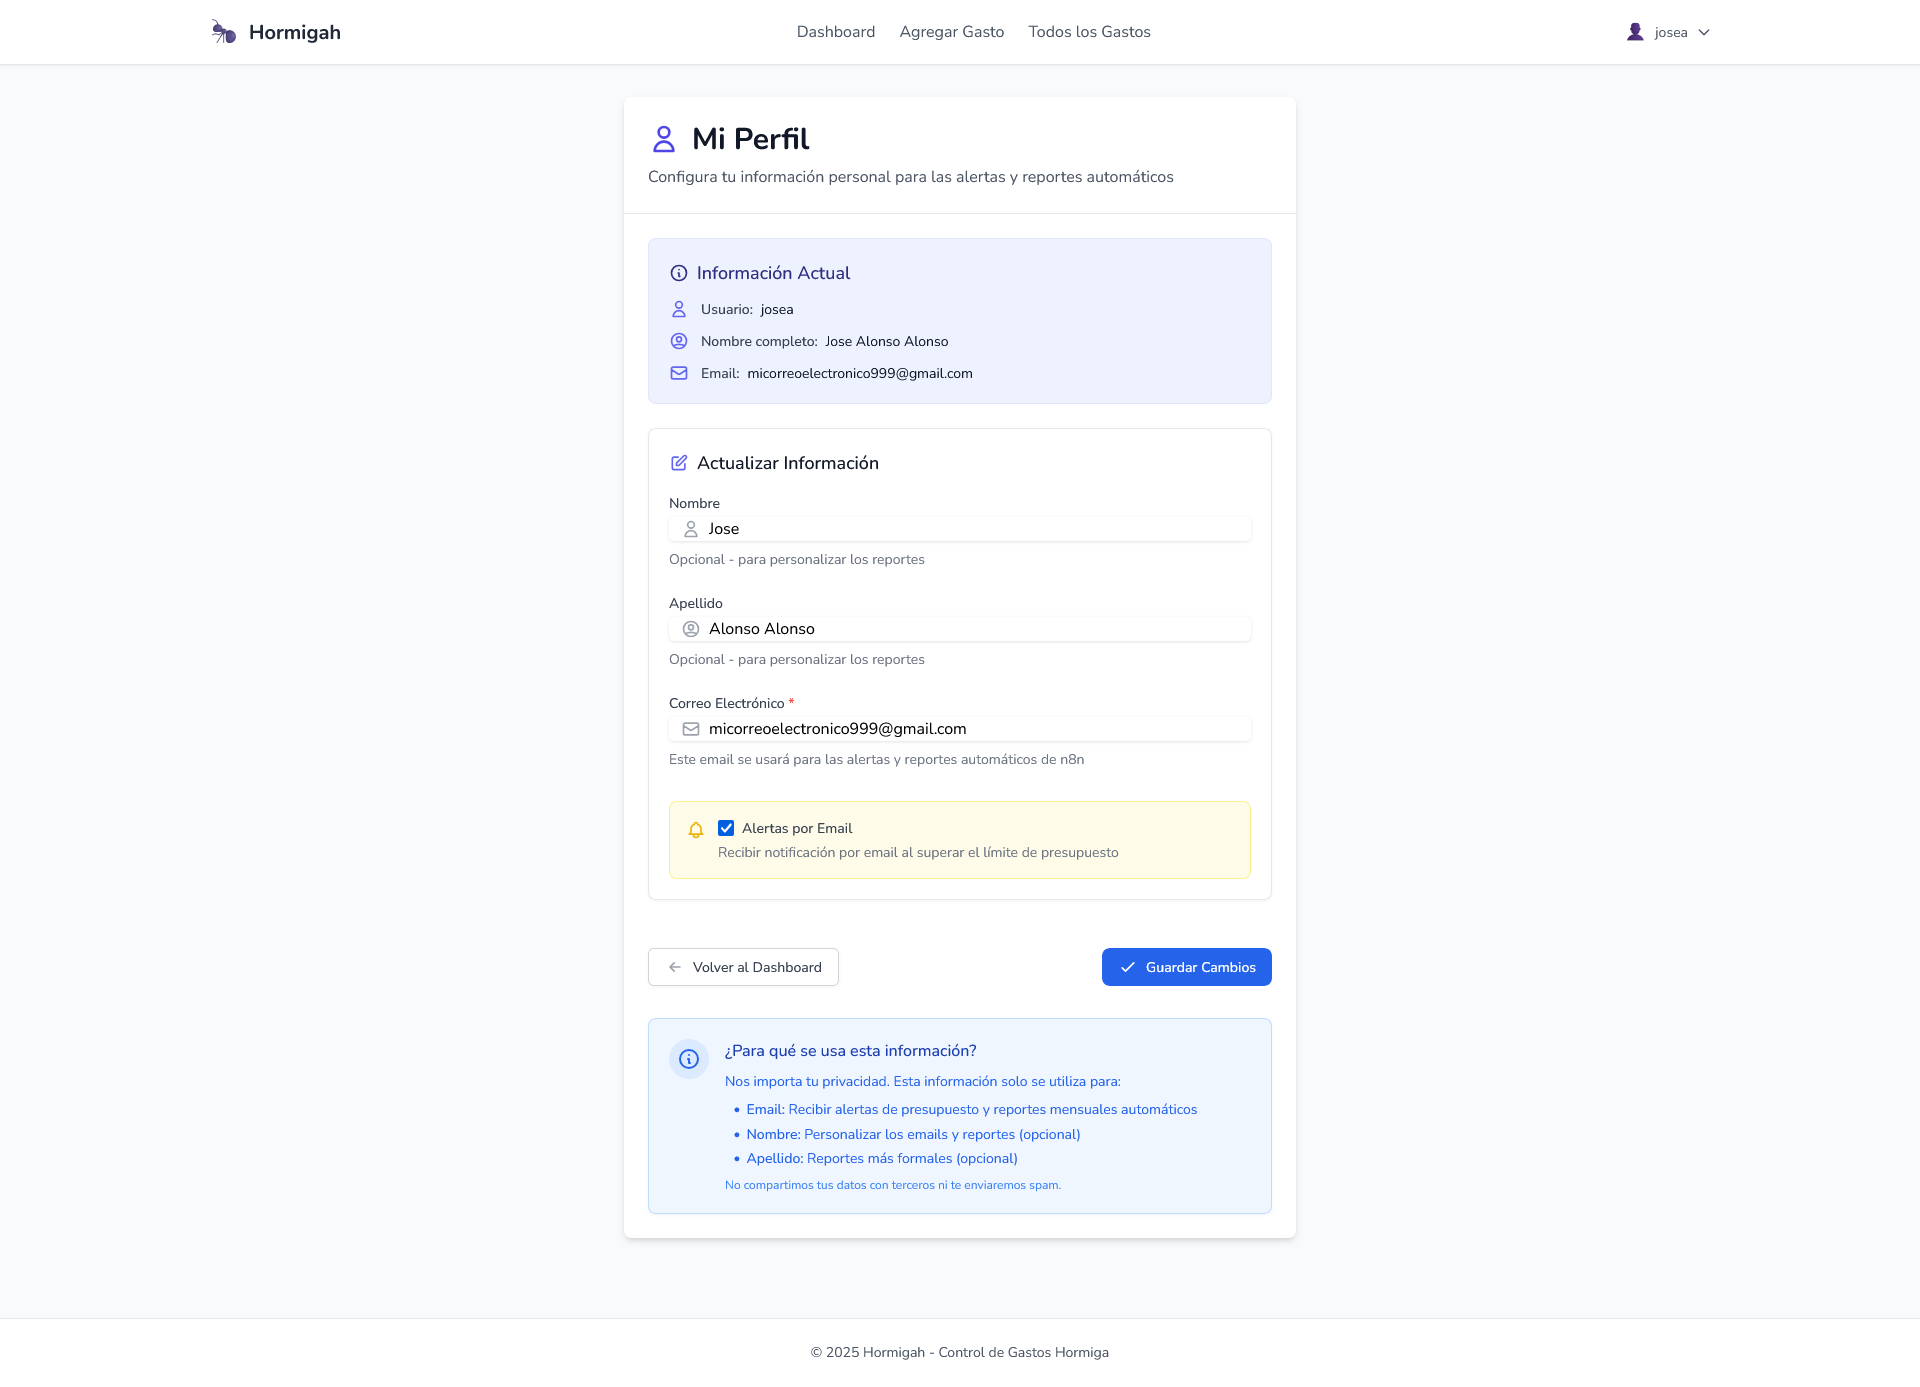 Hormigah
Dashboard Agregar Gasto Todos los Gastos
josea
Mi Perfil
Configura tu información personal para las alertas y reportes automáticos
Información Actual
Usuario: josea
Nombre completo: Jose Alonso Alonso
Email: micorreoelectronico999@gmail.com
Actualizar Información
Nombre
Jose
Opcional - para personalizar los reportes
Apellido
Alonso Alonso
Opcional - para personalizar los reportes
Correo Electrónico *
micorreoelectronico999@gmail.com
Este email se usará para las alertas y reportes automáticos de n8n
Alertas por Email
Recibir notificación por email al superar el límite de presupuesto
Volver al Dashboard
Guardar Cambios
¿Para qué se usa esta información?
Nos importa tu privacidad. Esta información solo se utiliza para:
• Email: Recibir alertas de presupuesto y reportes mensuales automáticos
• Nombre: Personalizar los emails y reportes (opcional)
• Apellido: Reportes más formales (opcional)
No compartimos tus datos con terceros ni te enviaremos spam.
© 2025 Hormigah - Control de Gastos Hormiga